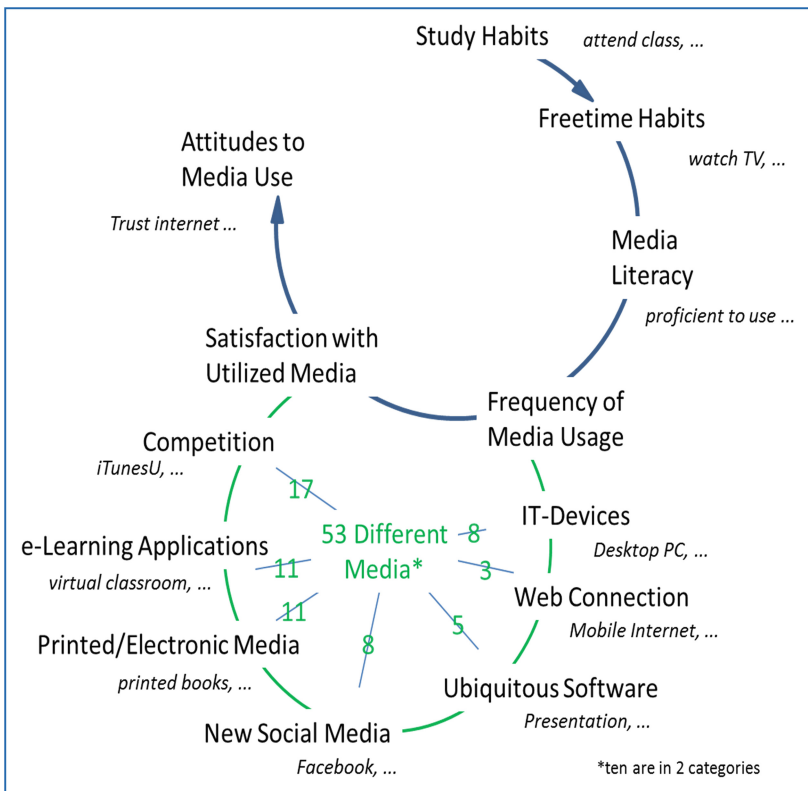 Study Habits
attend class, ...
Freetime Habits
watch TV, ...
Attitudes to
Media Use
Trust internet ...
Media
Literacy
proficient to use ...
Satisfaction with
Utilized Media
Frequency of
Media Usage
Competition
iTunesU, ...
17
53 Different
Media*
8
IT-Devices
Desktop PC, ...
e-Learning Applications
virtual classroom, ...
11
3
Web Connection
Mobile Internet, ...
11
5
8
Printed/Electronic Media
printed books, ...
Ubiquitous Software
Presentation, ...
New Social Media
Facebook, ...
*ten are in 2 categories